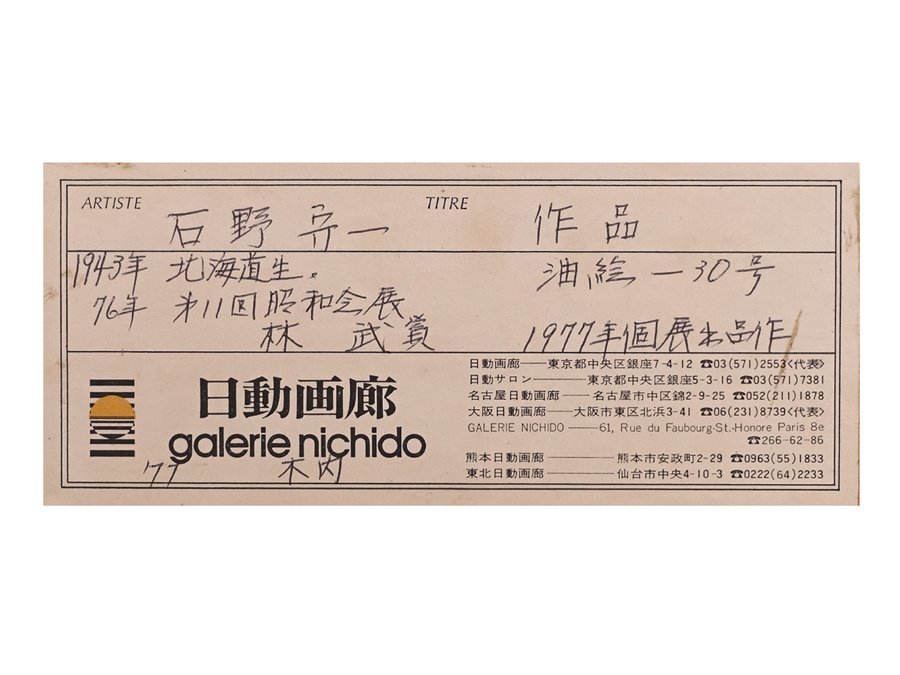 ARTISTE 石野弄一 TITRE 作品
1943年 北海道生. 油絵一30号
76年 第11回昭和会展
林 武賞 1977年個展出品作
日動画廊
galerie nichido
日動画廊——東京都中央区銀座7-4-12 ☎03(571)2553<代表>
日動サロン——東京都中央区銀座5-3-16 ☎03(571)7381
名古屋日動画廊——名古屋市中区錦2-9-25 ☎052(211)1878
大阪日動画廊——大阪市東区北浜3-41 ☎06(231)8739<代表>
GALERIE NICHIDO——61, Rue du Faubourg-St.-Honore Paris 8e
☎266-62-86
熊本日動画廊——熊本市安政町2-29 ☎0963(55)1833
東北日動画廊——仙台市中央4-10-3 ☎0222(64)2233
'77 木内